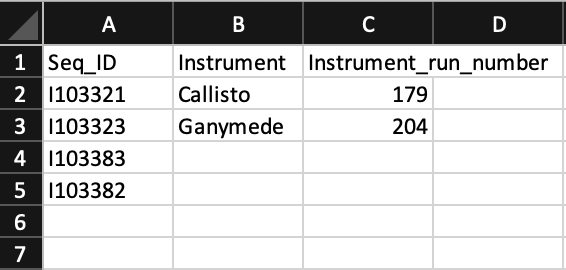 A B C D
1 Seq_ID Instrument Instrument_run_number
2 I103321 Callisto 179
3 I103323 Ganymede 204
4 I103383
5 I103382
6
7